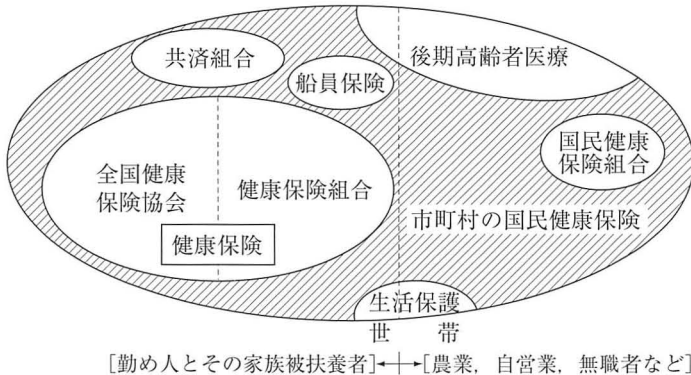 共済組合
後期高齢者医療
船員保険
国民健康
保険組合
全国健康
保険協会
健康保険組合
市町村の国民健康保険
健康保険
生活保護
世帯
[勤め人とその家族被扶養者]←→[農業，自営業，無職者など]